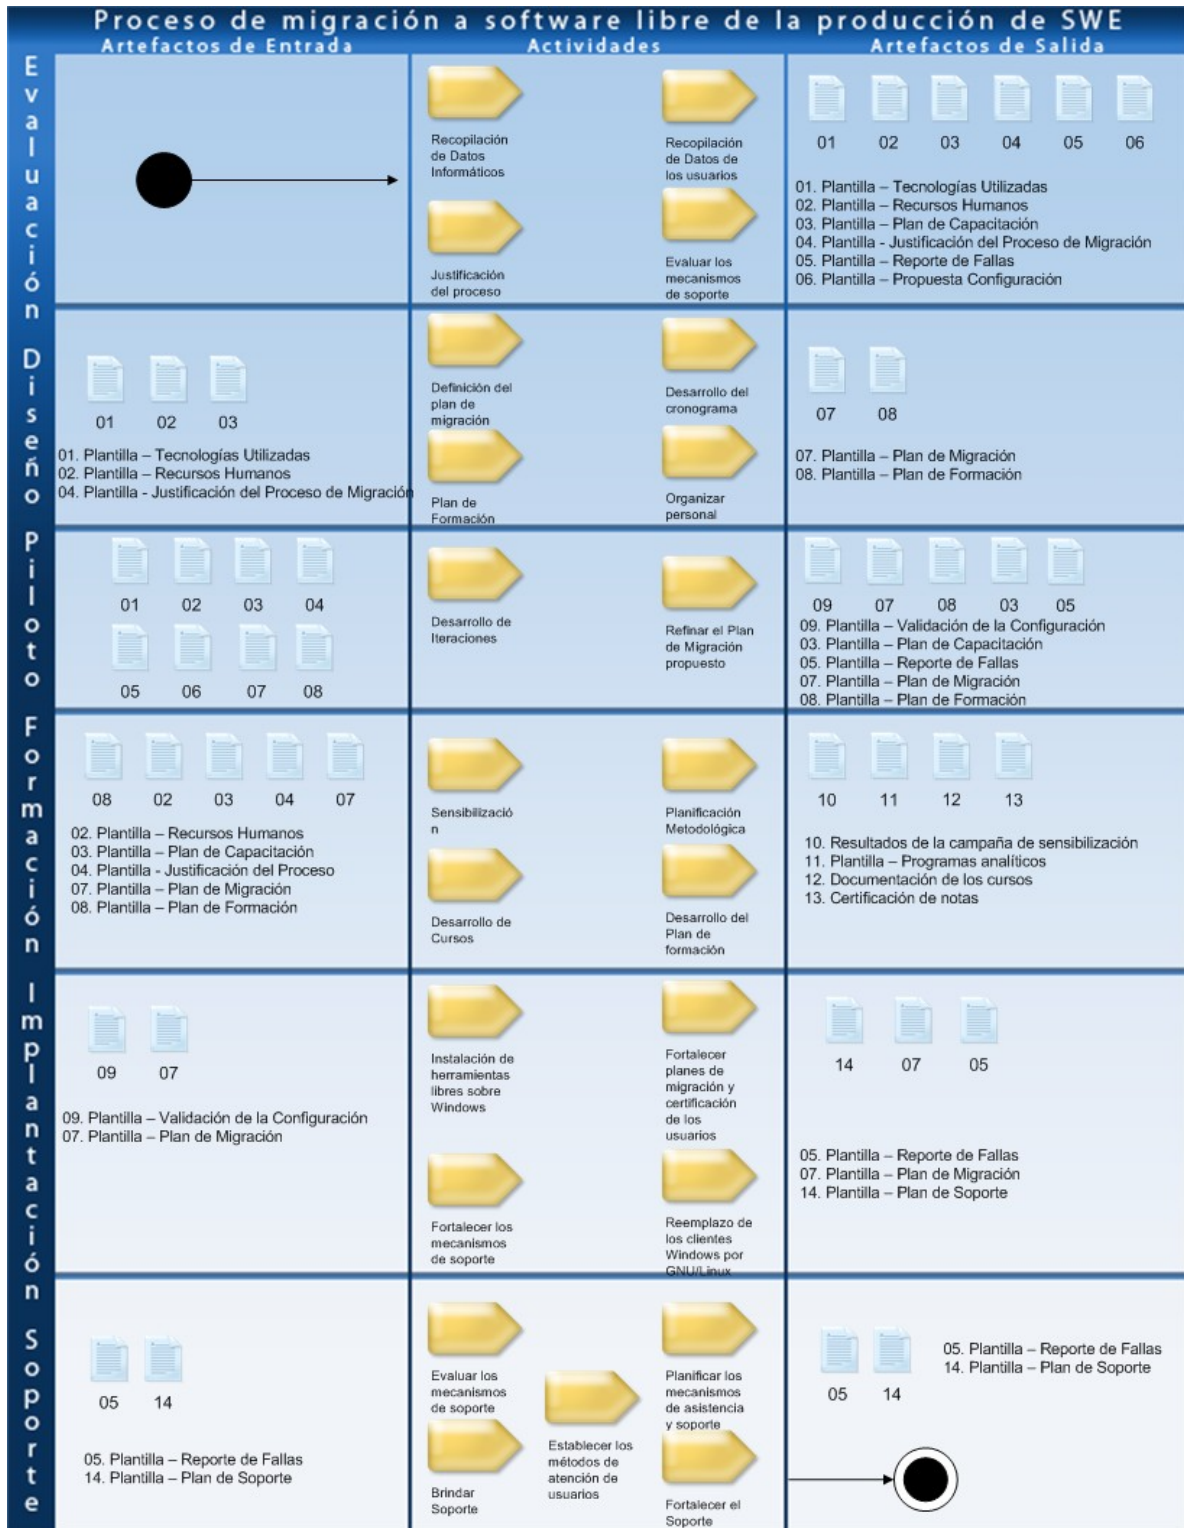 Proceso de migración a software libre de la producción de SWE
Artefactos de Entrada
Actividades
Artefactos de Salida
Evaluación
Recopilación
de Datos
Informáticos
Recopilación
de Datos de
los usuarios
Justificación
del proceso
Evaluar los
mecanismos
de soporte
01 02 03 04 05 06
01. Plantilla – Tecnologías Utilizadas
02. Plantilla – Recursos Humanos
03. Plantilla – Plan de Capacitación
04. Plantilla - Justificación del Proceso de Migración
05. Plantilla – Reporte de Fallas
06. Plantilla – Propuesta Configuración
Diseño
01 02 03
01. Plantilla – Tecnologías Utilizadas
02. Plantilla – Recursos Humanos
04. Plantilla - Justificación del Proceso de Migración
Definición del
plan de
migración
Desarrollo del
cronograma
Plan de
Formación
Organizar
personal
07 08
07. Plantilla – Plan de Migración
08. Plantilla – Plan de Formación
Piloto
01 02 03 04
05 06 07 08
Desarrollo de
Iteraciones
Refinar el Plan
de Migración
propuesto
09 07 08 03 05
09. Plantilla – Validación de la Configuración
03. Plantilla – Plan de Capacitación
05. Plantilla – Reporte de Fallas
07. Plantilla – Plan de Migración
08. Plantilla – Plan de Formación
Formación
08 02 03 04 07
02. Plantilla – Recursos Humanos
03. Plantilla – Plan de Capacitación
04. Plantilla - Justificación del Proceso
07. Plantilla – Plan de Migración
08. Plantilla – Plan de Formación
Sensibilizació
n
Planificación
Metodológica
Desarrollo de
Cursos
Desarrollo del
Plan de
formación
10 11 12 13
10. Resultados de la campaña de sensibilización
11. Plantilla – Programas analíticos
12. Documentación de los cursos
13. Certificación de notas
Implantación
09 07
09. Plantilla – Validación de la Configuración
07. Plantilla – Plan de Migración
Instalación de
herramientas
libres sobre
Windows
Fortalecer
planes de
migración y
certificación
de los
usuarios
Fortalecer los
mecanismos
de soporte
Reemplazo de
los clientes
Windows por
GNU/Linux
14 07 05
05. Plantilla – Reporte de Fallas
07. Plantilla – Plan de Migración
14. Plantilla – Plan de Soporte
Soporte
05 14
05. Plantilla – Reporte de Fallas
14. Plantilla – Plan de Soporte
Evaluar los
mecanismos
de soporte
Planificar los
mecanismos
de asistencia
y soporte
Establecer los
métodos de
atención de
usuarios
Brindar
Soporte
Fortalecer el
Soporte
05 14
05. Plantilla – Reporte de Fallas
14. Plantilla – Plan de Soporte